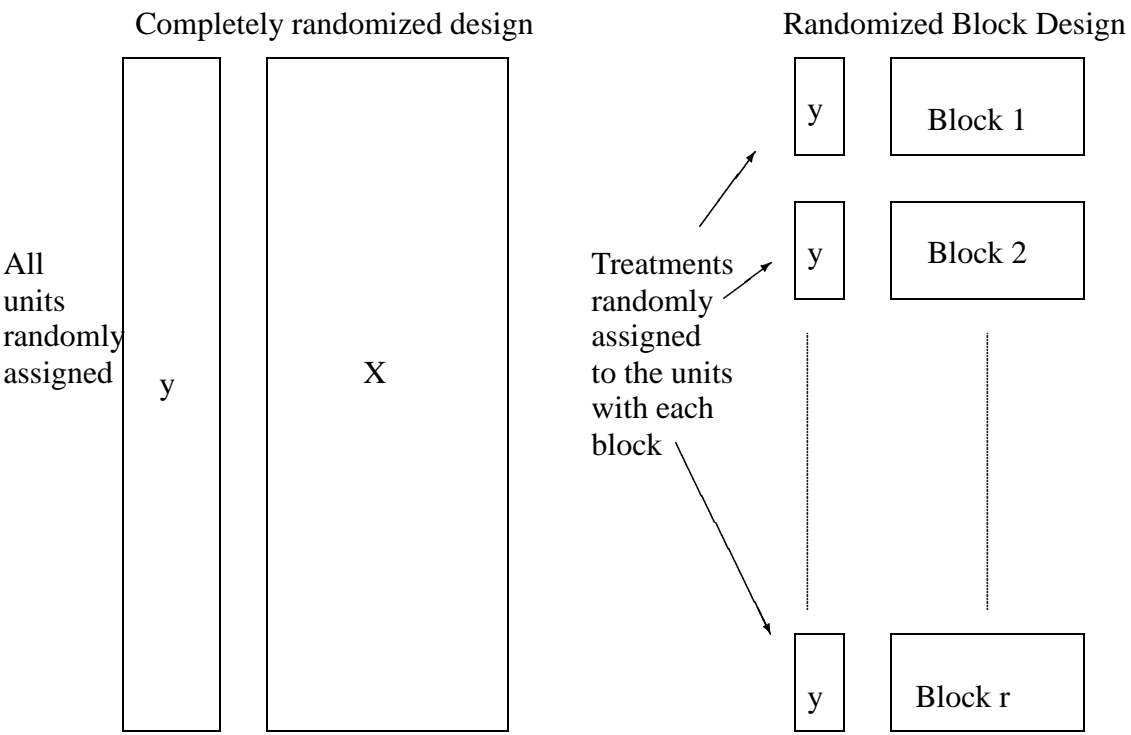 Completely randomized design
All
units
randomly
assigned
y
X
Randomized Block Design
Treatments
randomly
assigned
to the units
with each
block
y
Block 1
y
Block 2
y
Block r